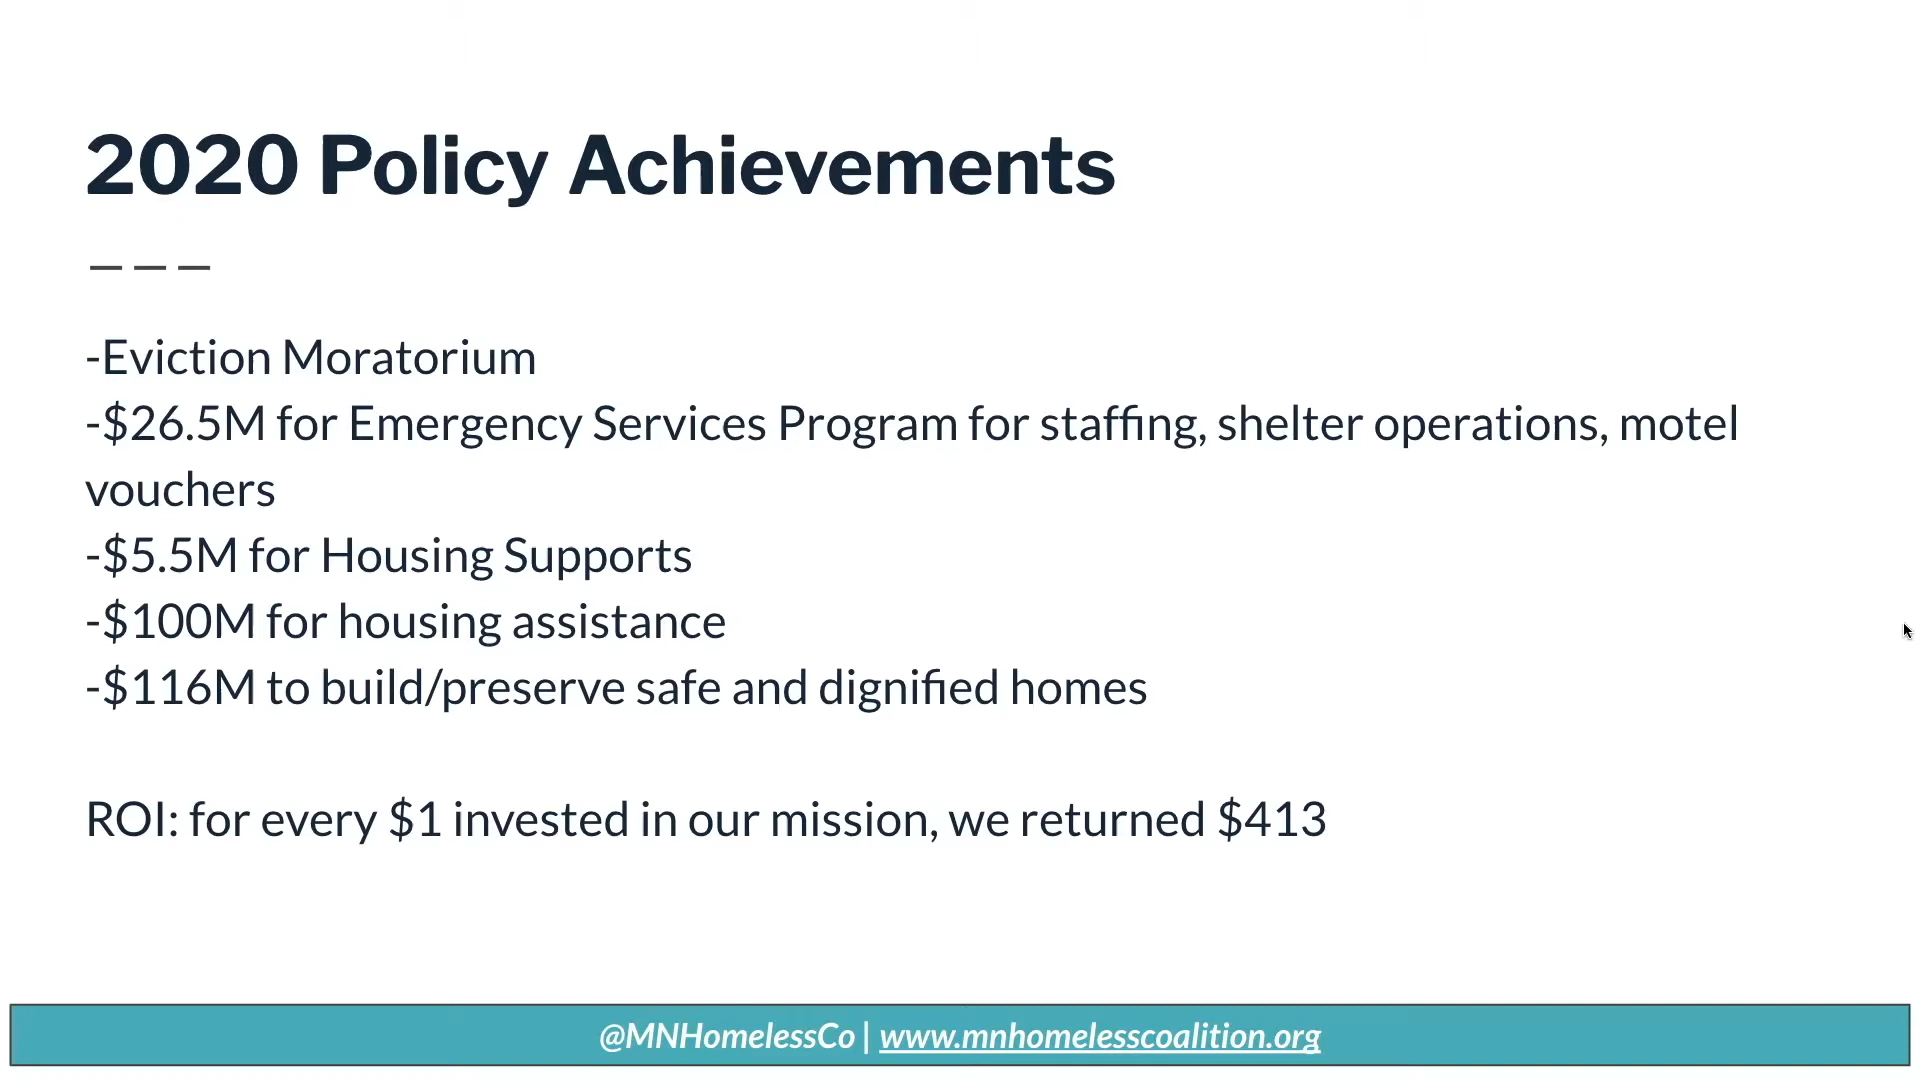 2020 Policy Achievements
-Eviction Moratorium
-$26.5M for Emergency Services Program for staffing, shelter operations, motel
vouchers
-$5.5M for Housing Supports
-$100M for housing assistance
-$116M to build/preserve safe and dignified homes
ROI: for every $1 invested in our mission, we returned $413
@MNHomelessCo | www.mnhomelesscoalition.org